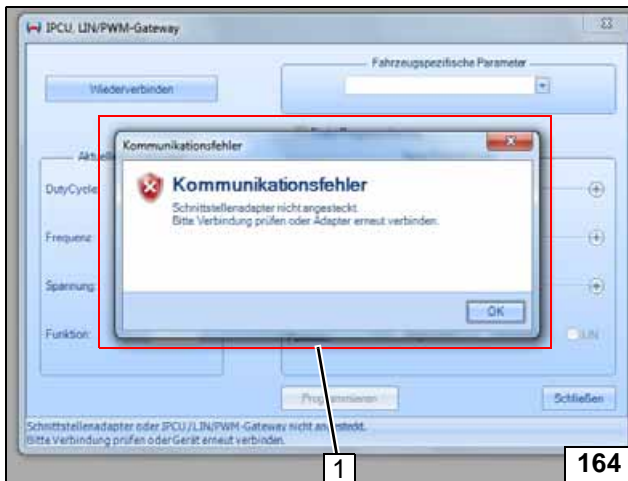 IPCU, LIN/PWM-Gateway
Fahrzeugspezifische Parameter
Wiederverbinden
Kommunikationsfehler
Kommunikationsfehler
Schnittstellenadapter nicht angesteckt.
Bitte Verbindung prüfen oder Adapter erneut verbinden.
DutyCycle:
Frequenz:
Spannung:
OK
Funktion:
LIN
Programmieren
Schließen
Schnittstellenadapter oder IPCU /LIN/PWM-Gateway nicht angesteckt.
Bitte Verbindung prüfen oder Gerät erneut verbinden.
1
164